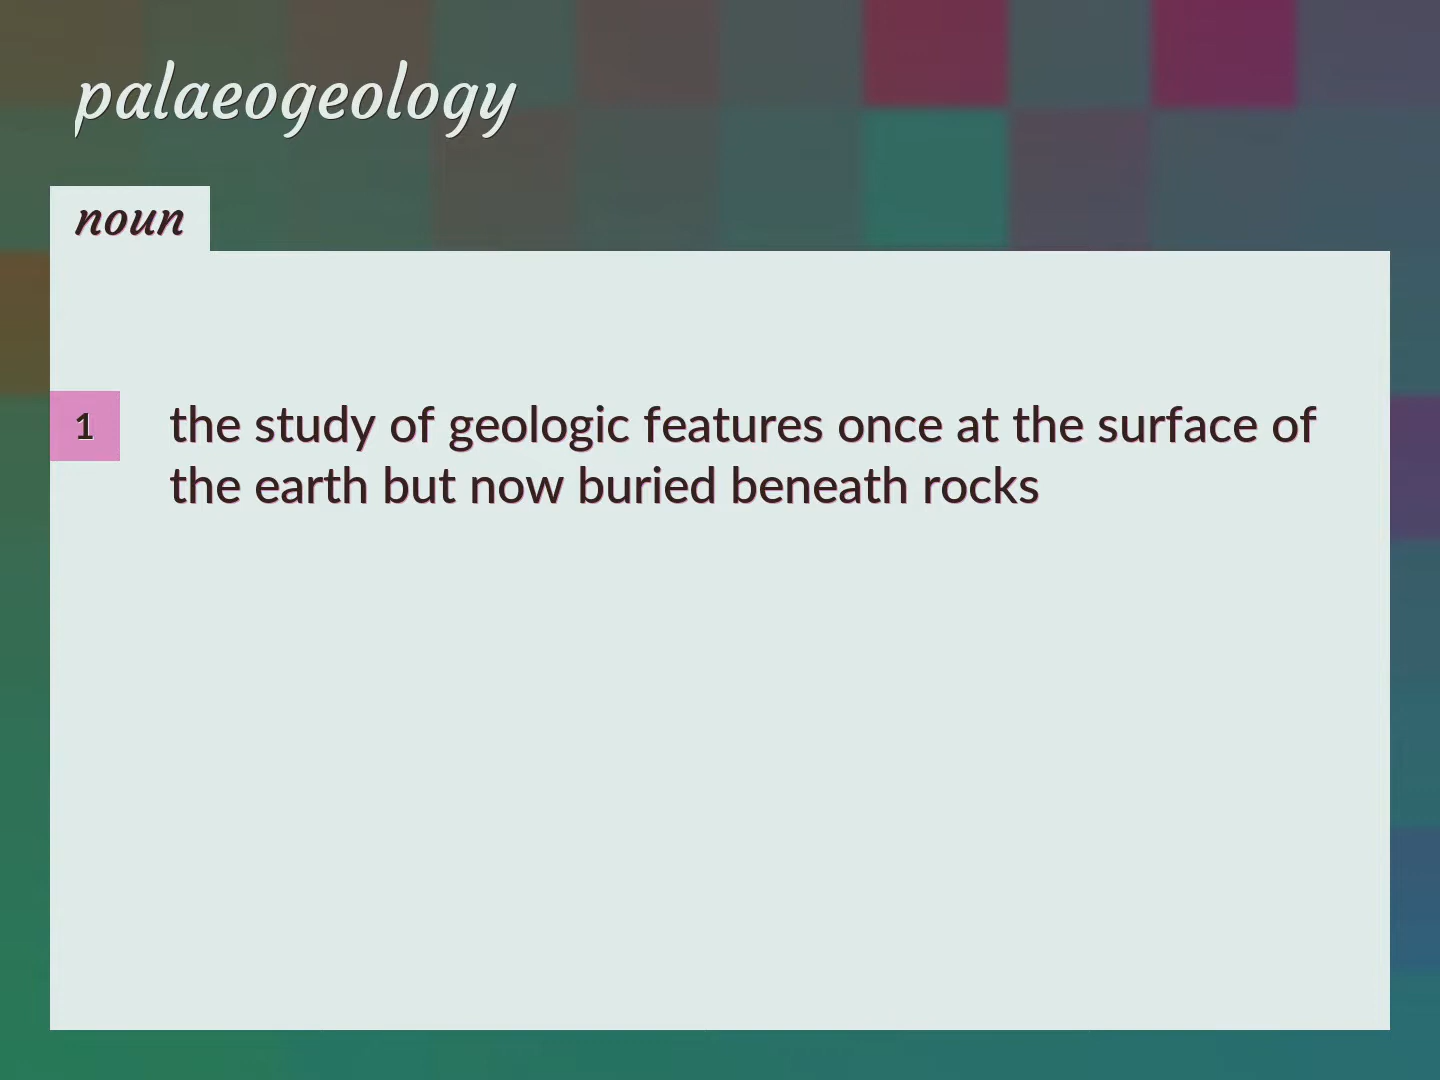 palaeogeology
noun
1 the study of geologic features once at the surface of
the earth but now buried beneath rocks